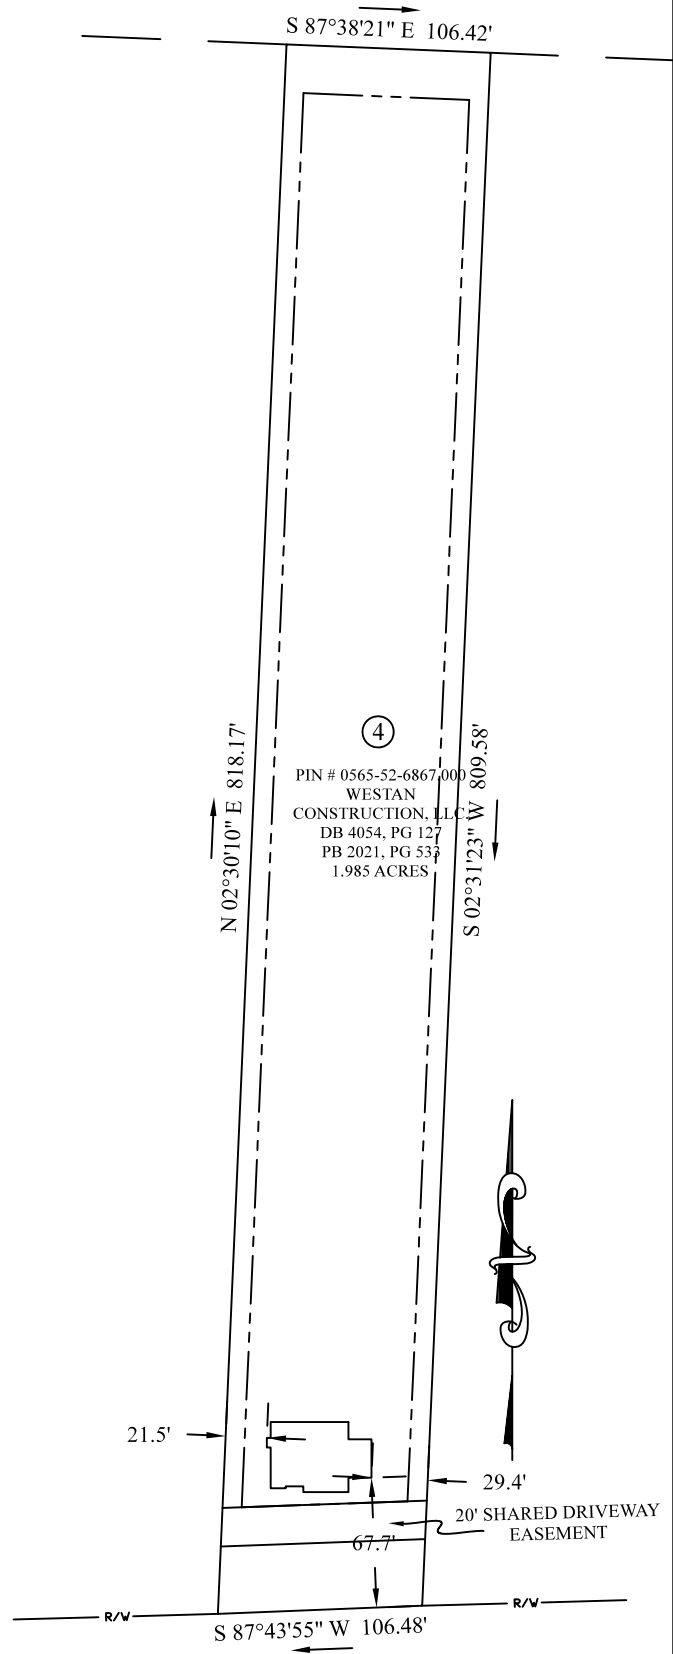 S 87°38'21" E 106.42'
4
N 02°30'10" E 818.17'
S 02°31'23" W 809.58'
PIN # 0565-52-6867.000
WESTAN
CONSTRUCTION, LLC.
DB 4054, PG 127
PB 2021, PG 533
1.985 ACRES
21.5'
29.4'
20' SHARED DRIVEWAY
EASEMENT
67.7'
R/W
R/W
S 87°43'55" W 106.48'